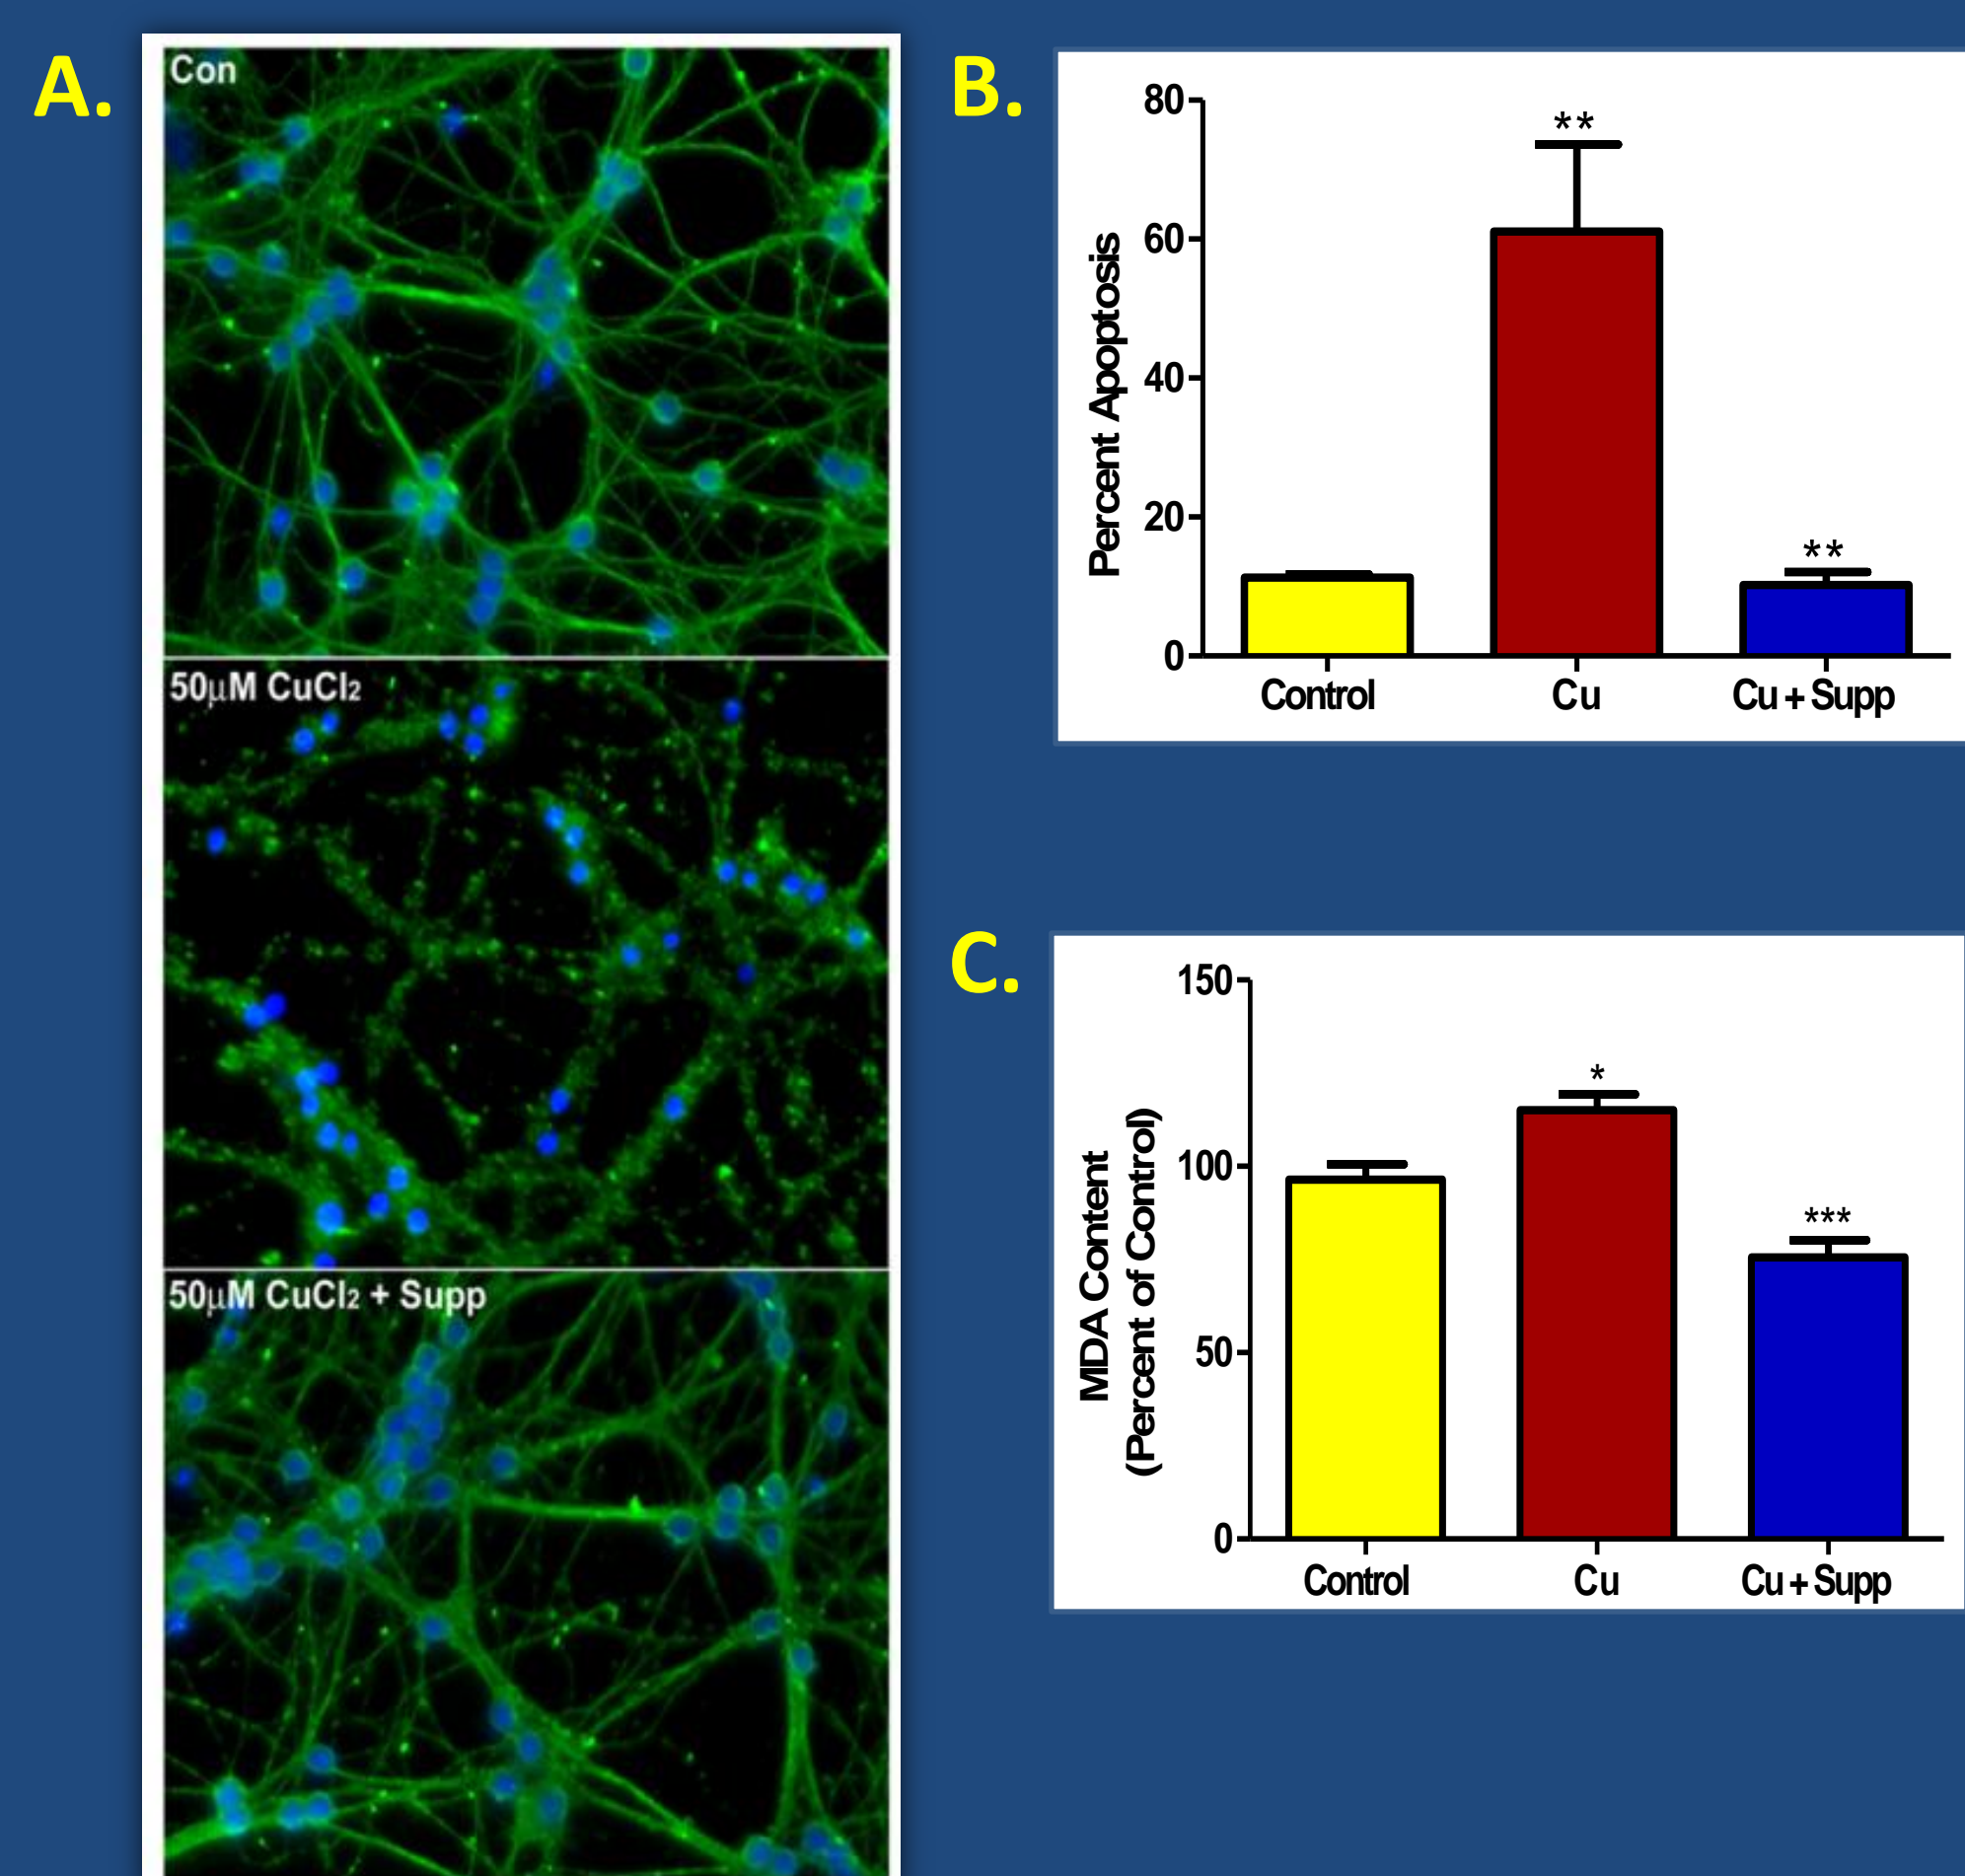 A.
Con
50μM CuCl₂
50μM CuCl₂ + Supp
B.
Percent Apoptosis
80
60
40
20
0
**
**
Control
Cu
Cu + Supp
C.
MDA Content
(Percent of Control)
150
100
50
0
*
***
Control
Cu
Cu + Supp